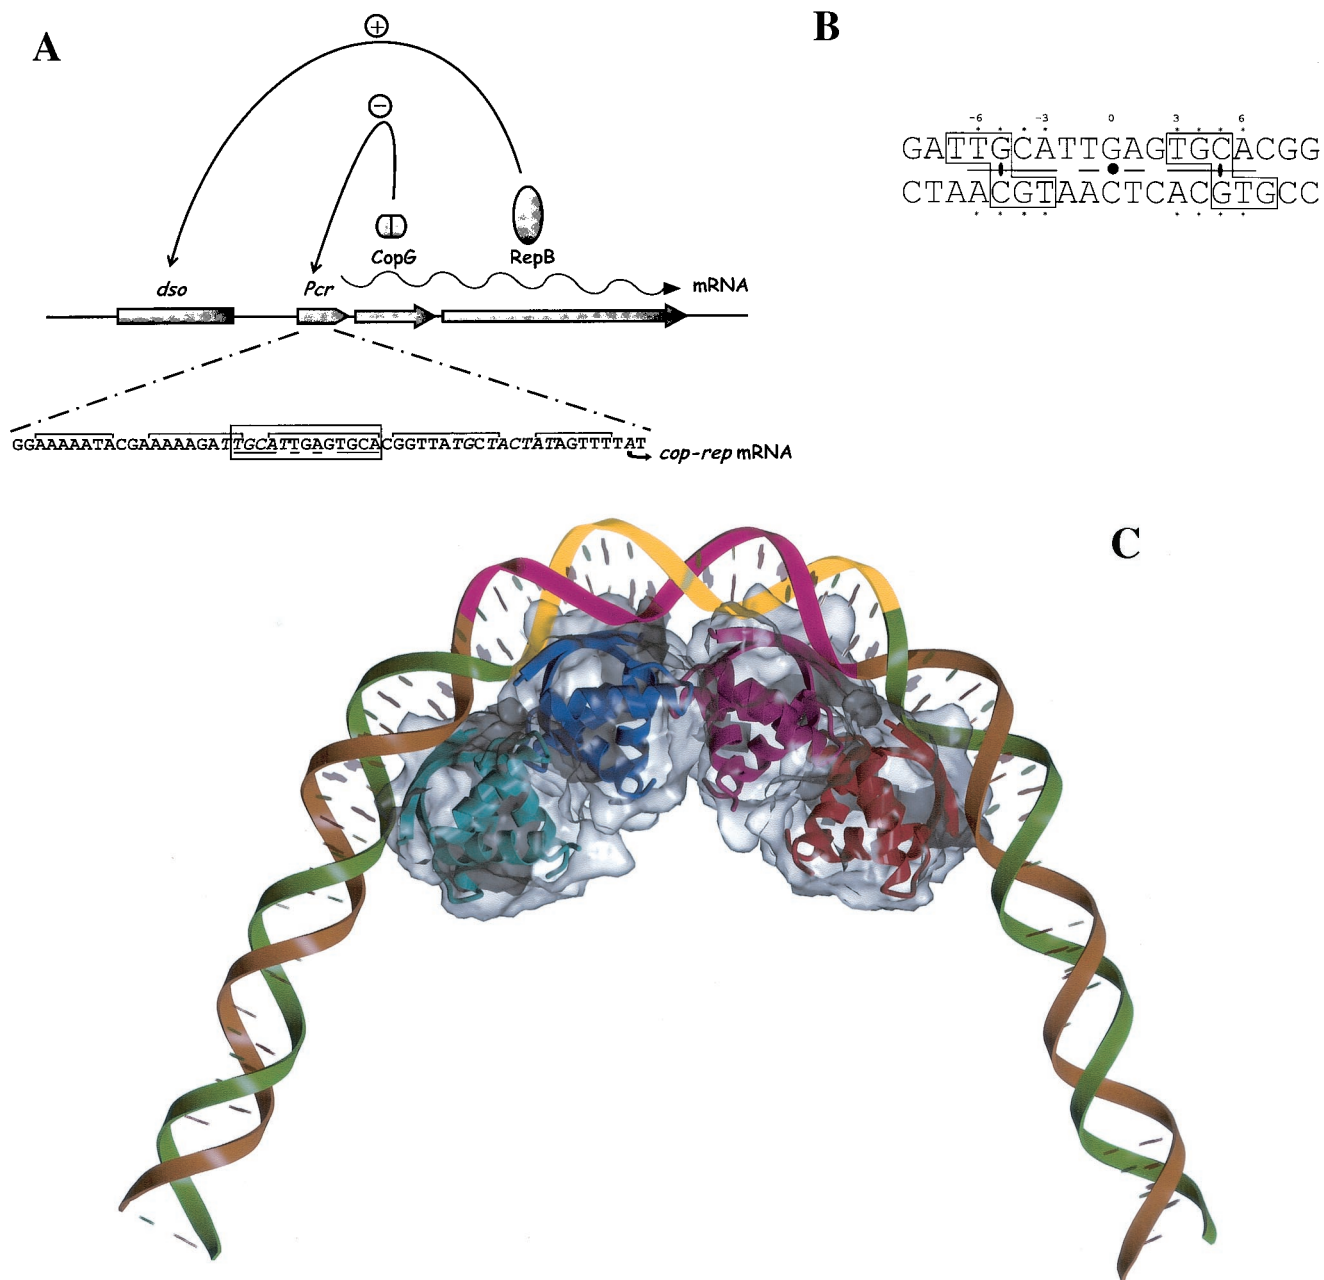 A
+
−
CopG
RepB
mRNA
dso
Pcr
GGAAAAATACGAAAAAGATTGCATTGAGTGCACGGTTATGCTACTATAGTTTTAT
cop-rep mRNA
B
-6 -3 0 3 6
GATTGCATTGAGTGCACGG
CTAACGTAACTCACGTGCC
C